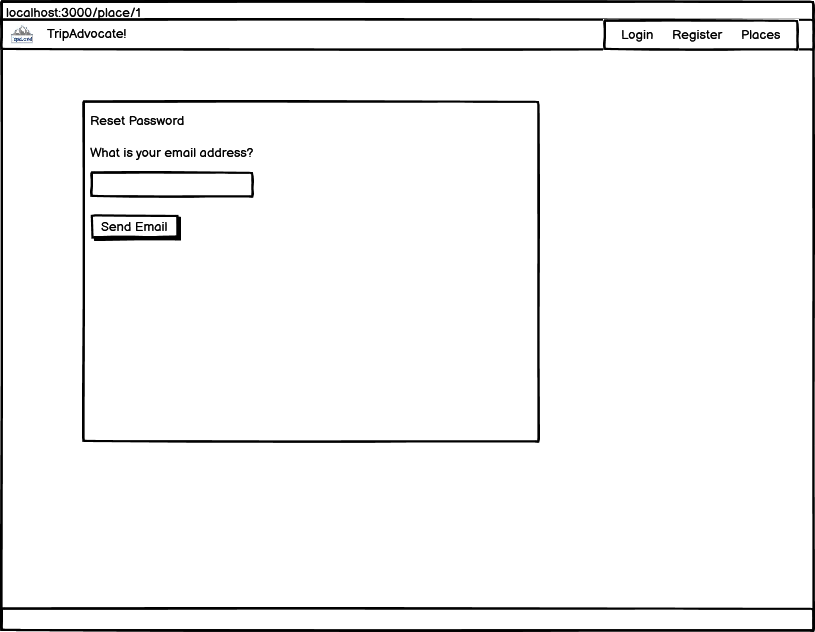 localhost:3000/place/1
TripAdvocate!
Login Register Places
Reset Password
What is your email address?
Send Email